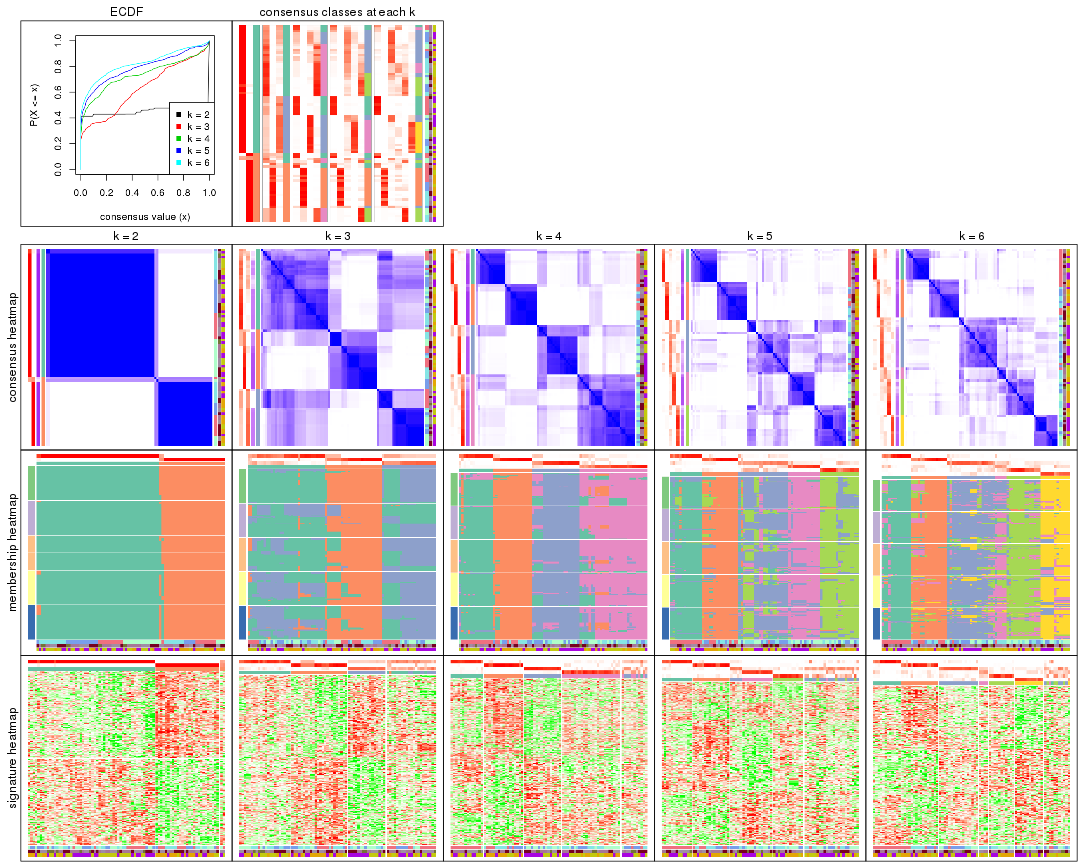 ECDF
consensus classes at each k
P(X <= x)
0.0 0.2 0.4 0.6 0.8 1.0
k = 2
k = 3
k = 4
k = 5
k = 6
0.0 0.2 0.4 0.6 0.8 1.0
consensus value (x)
k = 2 k = 3 k = 4 k = 5 k = 6
consensus heatmap
membership heatmap
signature heatmap